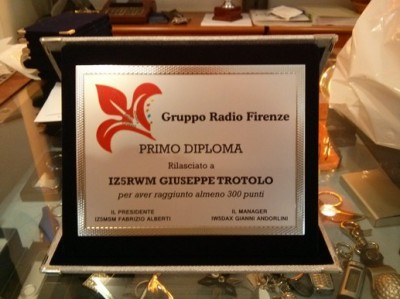 Gruppo Radio Firenze
PRIMO DIPLOMA
Rilasciato a
IZ5RWM GIUSEPPE TROTOLO
per aver raggiunto almeno 300 punti
IL PRESIDENTE IL MANAGER
IZ5MSM FABRIZIO ALBERTI IW5DAX GIANNI ANDORLINI